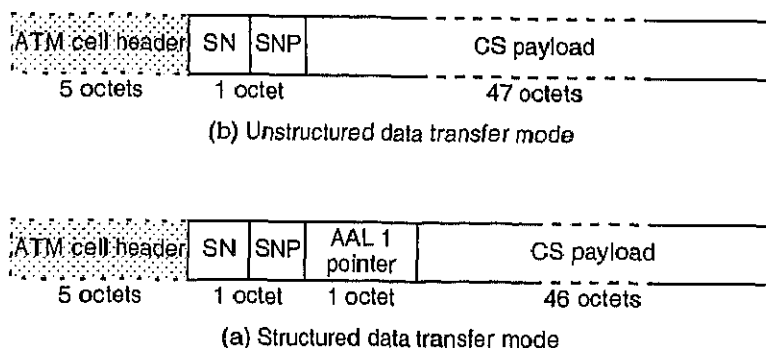 ATM cell header SN SNP CS payload
5 octets 1 octet 47 octets
(b) Unstructured data transfer mode
ATM cell header SN SNP AAL 1 pointer CS payload
5 octets 1 octet 1 octet 46 octets
(a) Structured data transfer mode